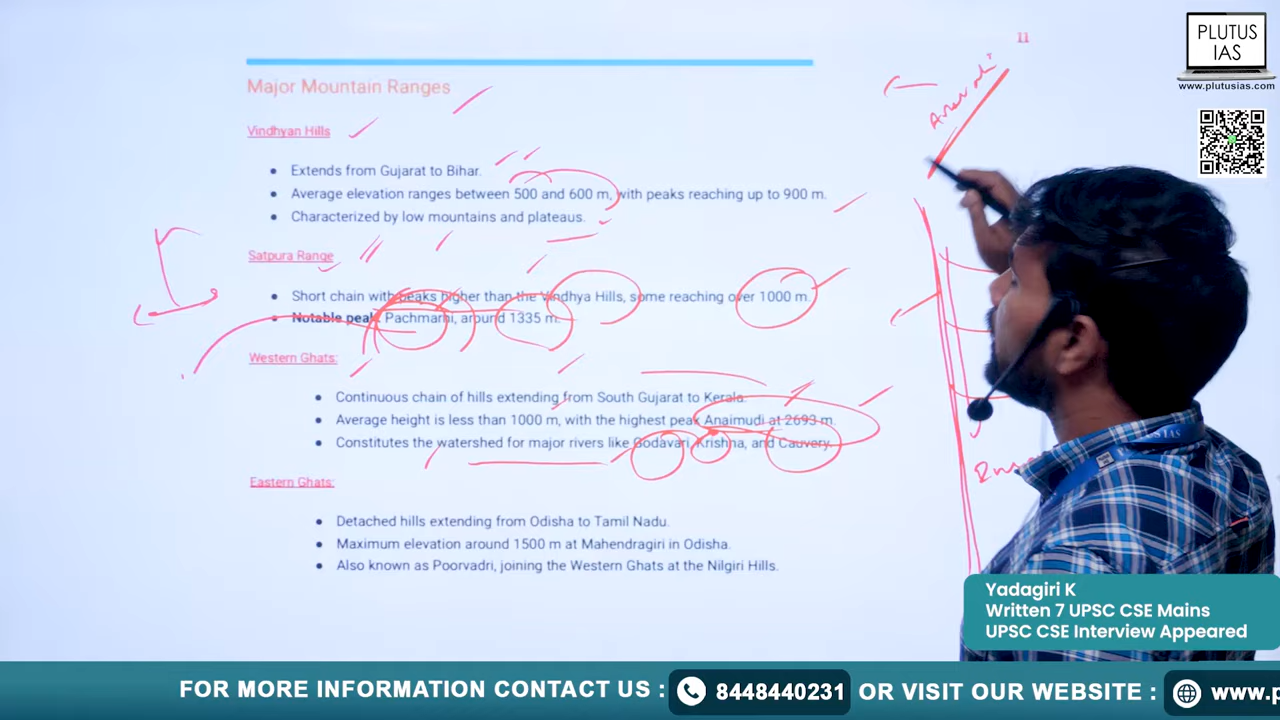 11
PLUTUS
IAS
www.plutusias.com
Major Mountain Ranges
Aravali
Vindhyan Hills
Extends from Gujarat to Bihar.
Average elevation ranges between 500 and 600 m, with peaks reaching up to 900 m.
Characterized by low mountains and plateaus.
Satpura Range
Short chain with peaks higher than the Vindhya Hills, some reaching over 1000 m.
Notable peak: Pachmarhi, around 1335 m.
Western Ghats:
Continuous chain of hills extending from South Gujarat to Kerala.
Average height is less than 1000 m, with the highest peak Anaimudi at 2693 m.
Constitutes the watershed for major rivers like Godavari, Krishna, and Cauvery.
Eastern Ghats:
Detached hills extending from Odisha to Tamil Nadu.
Maximum elevation around 1500 m at Mahendragiri in Odisha.
Also known as Poorvadri, joining the Western Ghats at the Nilgiri Hills.
Yadagiri K
Written 7 UPSC CSE Mains
UPSC CSE Interview Appeared
FOR MORE INFORMATION CONTACT US : 8448440231 OR VISIT OUR WEBSITE : www.p